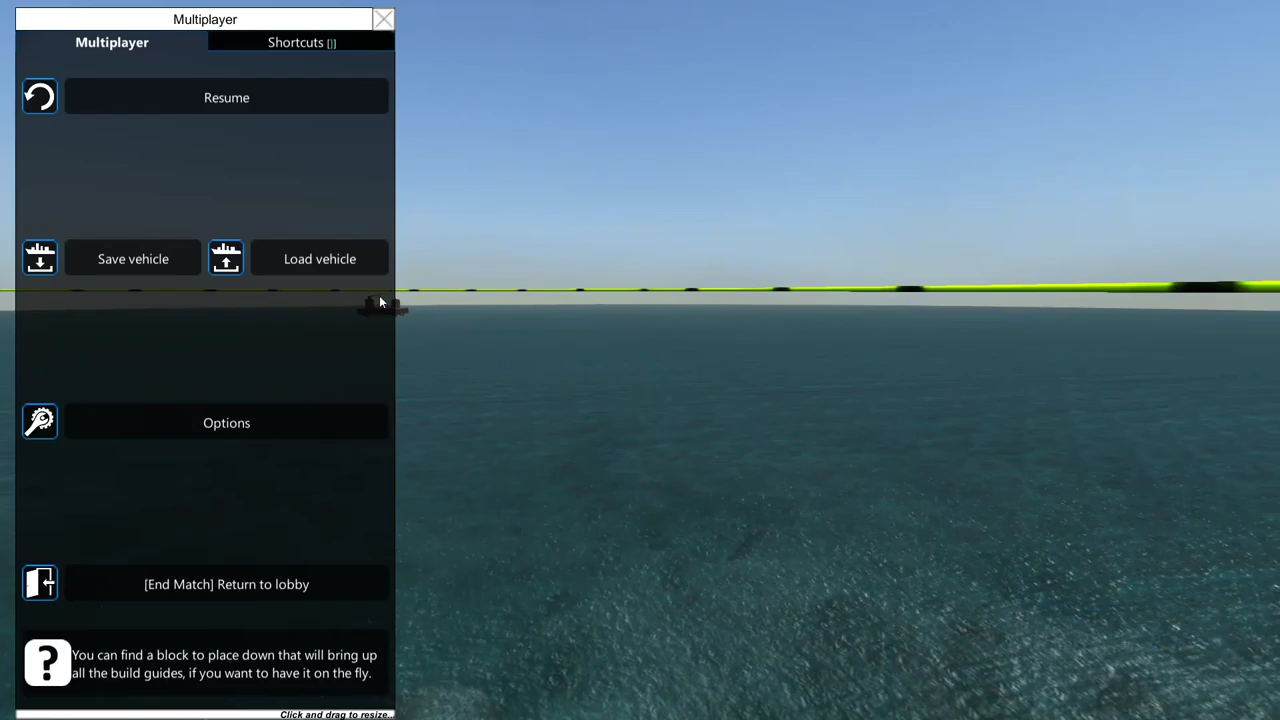 Multiplayer
Multiplayer
Shortcuts []]
Resume
Save vehicle
Load vehicle
Options
[End Match] Return to lobby
You can find a block to place down that will bring up
all the build guides, if you want to have it on the fly.
Click and drag to resize..